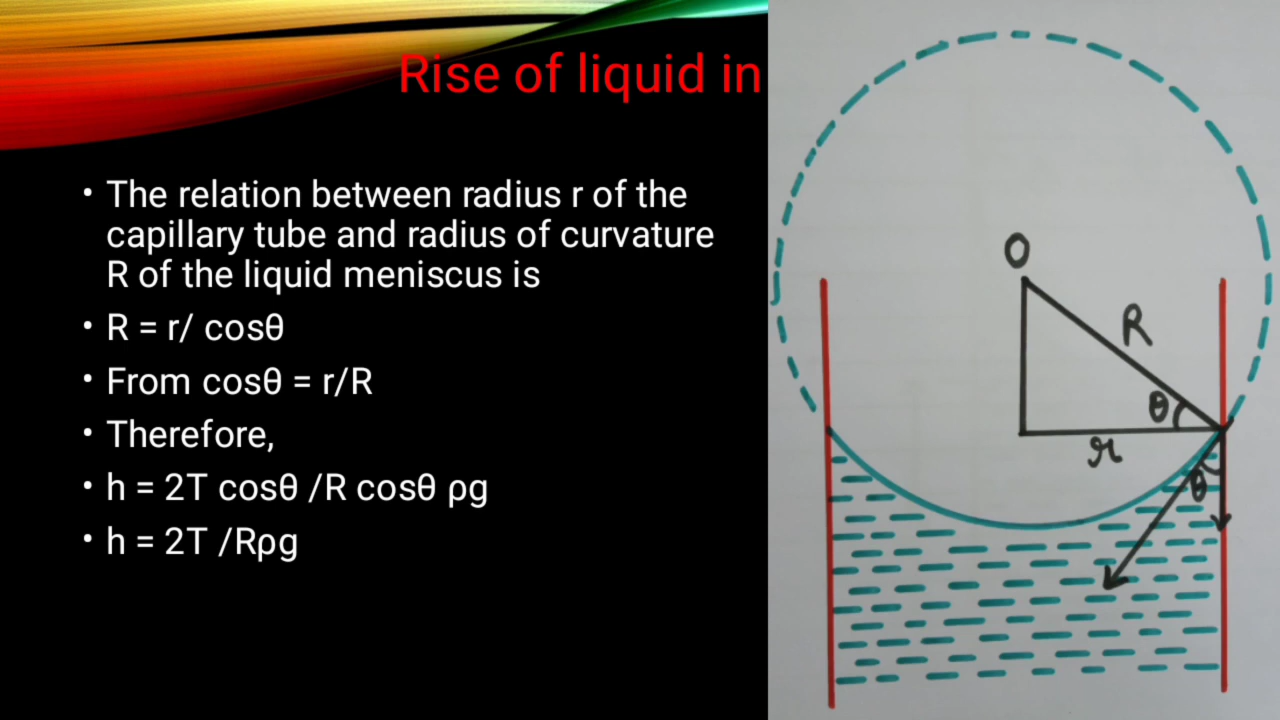 Rise of liquid in
• The relation between radius r of the
capillary tube and radius of curvature
R of the liquid meniscus is
• R = r/ cosθ
• From cosθ = r/R
• Therefore,
• h = 2T cosθ /R cosθ ρg
• h = 2T /Rρg
O
R
θ
r
θ